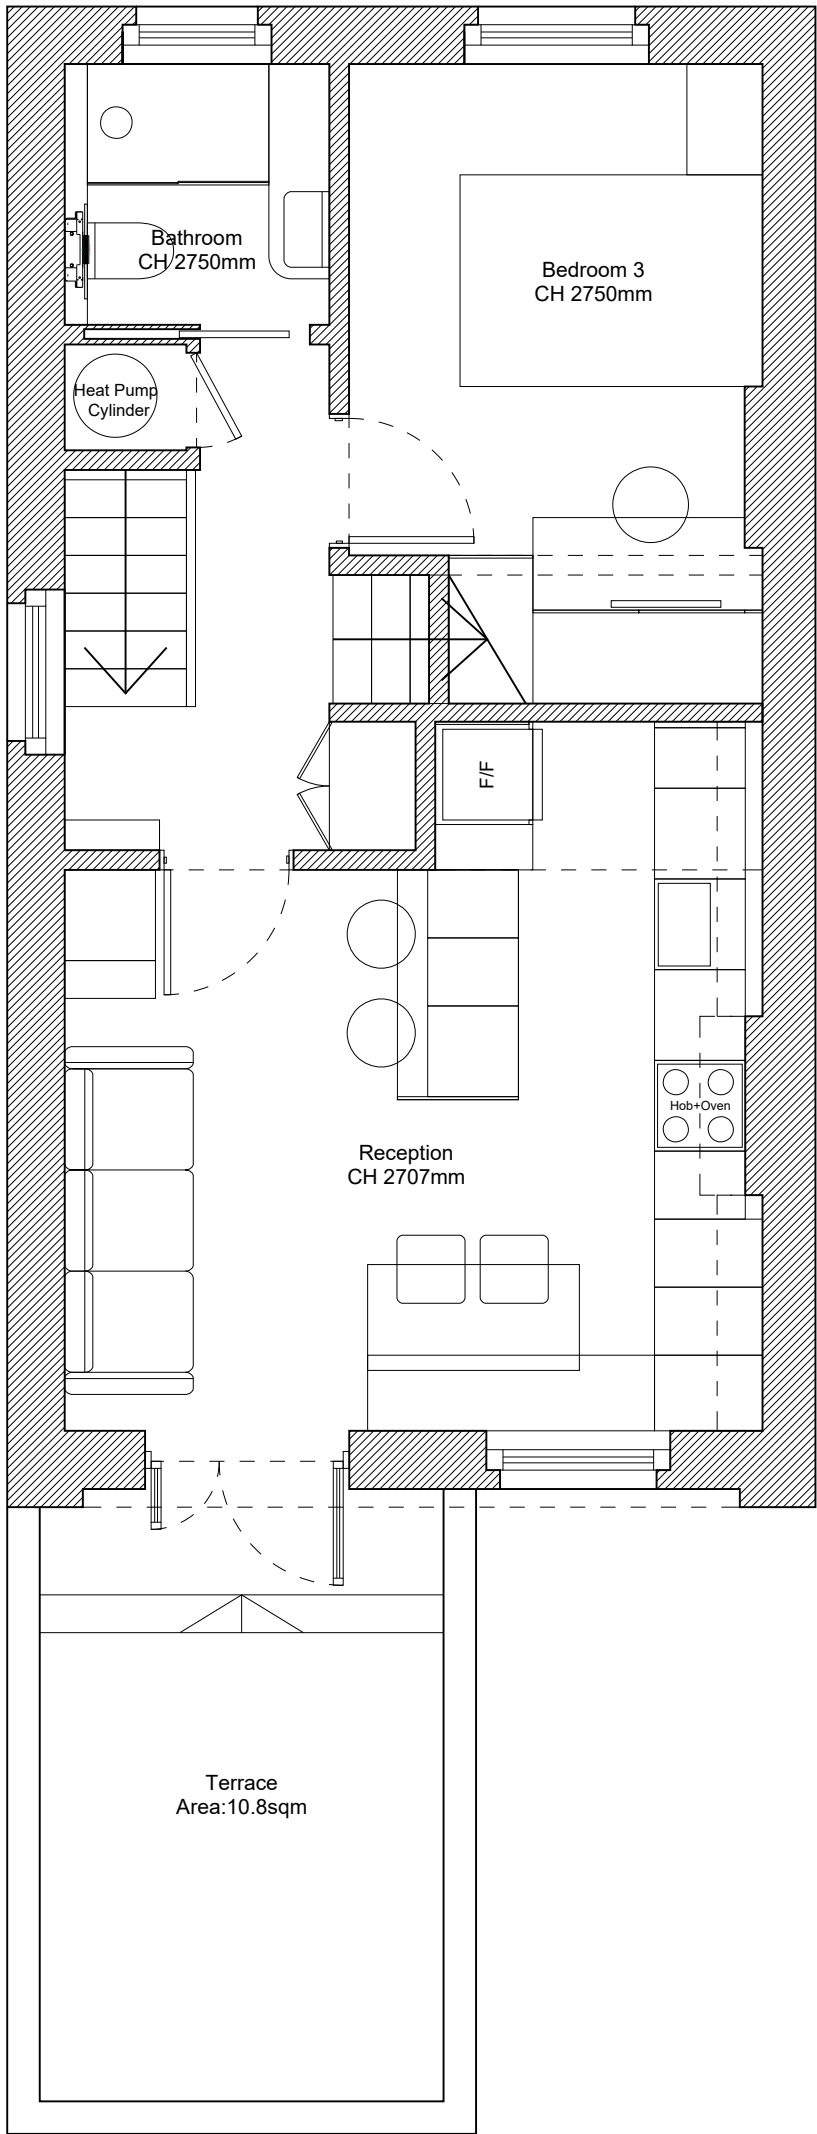 Bathroom
CH 2750mm
Bedroom 3
CH 2750mm
Heat Pump
Cylinder
F/F
Hob+Oven
Reception
CH 2707mm
Terrace
Area:10.8sqm